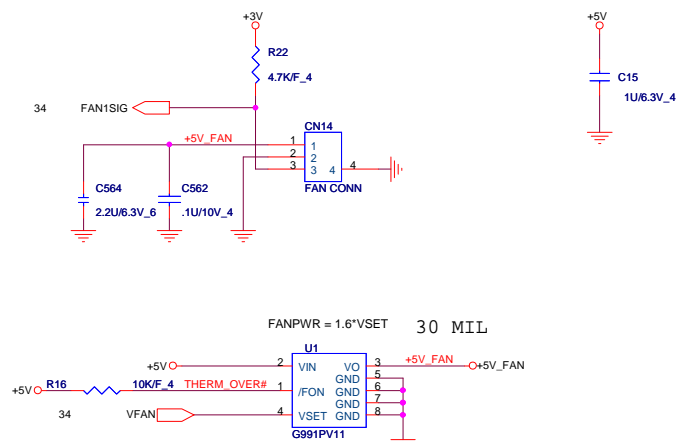 +3V
+5V
R22
4.7K/F_4
C15
1U/6.3V_4
34 FAN1SIG
CN14
+5V_FAN
1 1
2 2
3 3 4 4
FAN CONN
C564
2.2U/6.3V_6
C562
.1U/10V_4
FANPWR = 1.6*VSET
30 MIL
U1
+5V 2 VIN VO 3 +5V_FAN +5V_FAN
GND 5
+5V R16 10K/F_4 THERM_OVER# 1 /FON GND 6
GND 7
34 VFAN 4 VSET GND 8
G991PV11